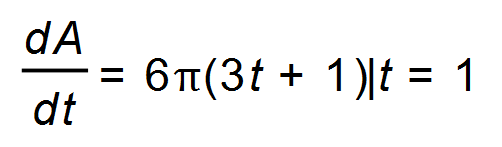 dA/dt = 6π(3t + 1)|t = 1